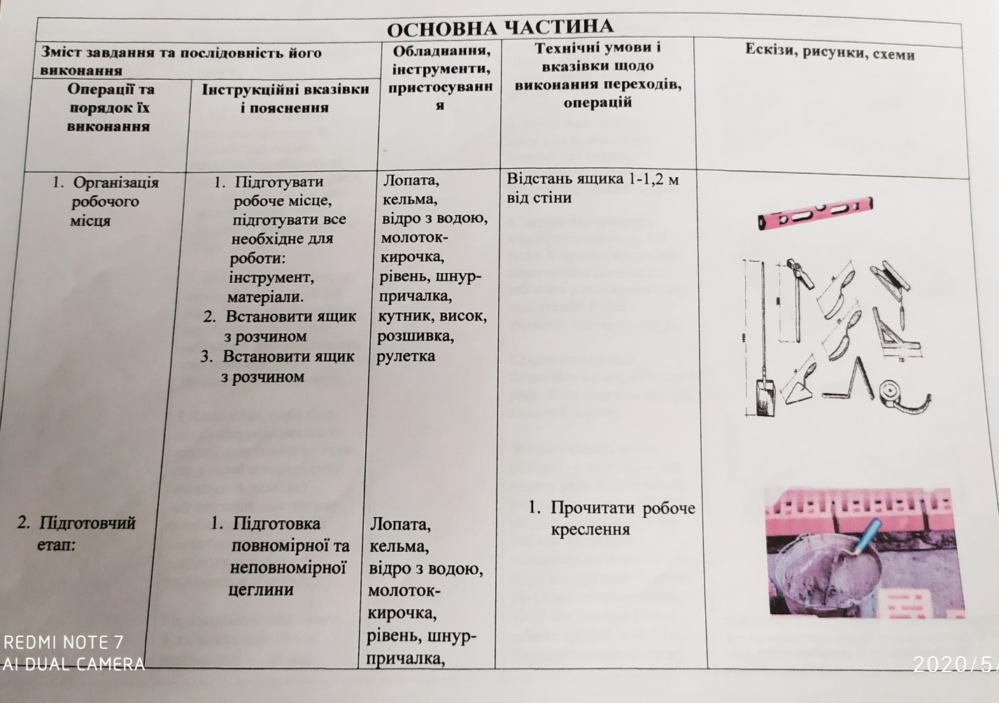 ОСНОВНА ЧАСТИНА
Зміст завдання та послідовність його
виконання
Операції та
порядок їх
виконання
Інструкційні вказівки
і пояснення
Обладнання,
інструменти,
пристосуванн
я
Технічні умови і
вказівки щодо
виконання переходів,
операцій
Ескізи, рисунки, схеми
1. Організація
робочого
місця
1. Підготувати
робоче місце,
підготувати все
необхідне для
роботи:
інструмент,
матеріали.
2. Встановити ящик
з розчином
3. Встановити ящик
з розчином
Лопата,
кельма,
відро з водою,
молоток-
кирочка,
рівень, шнур-
причалка,
кутник, висок,
розшивка,
рулетка
Відстань ящика 1-1,2 м
від стіни
2. Підготовчий
етап:
1. Підготовка
повномірної та
неповномірної
цеглини
Лопата,
кельма,
відро з водою,
молоток-
кирочка,
рівень, шнур-
причалка,
1. Прочитати робоче
креслення
REDMI NOTE 7
AI DUAL CAMERA
2020/5/